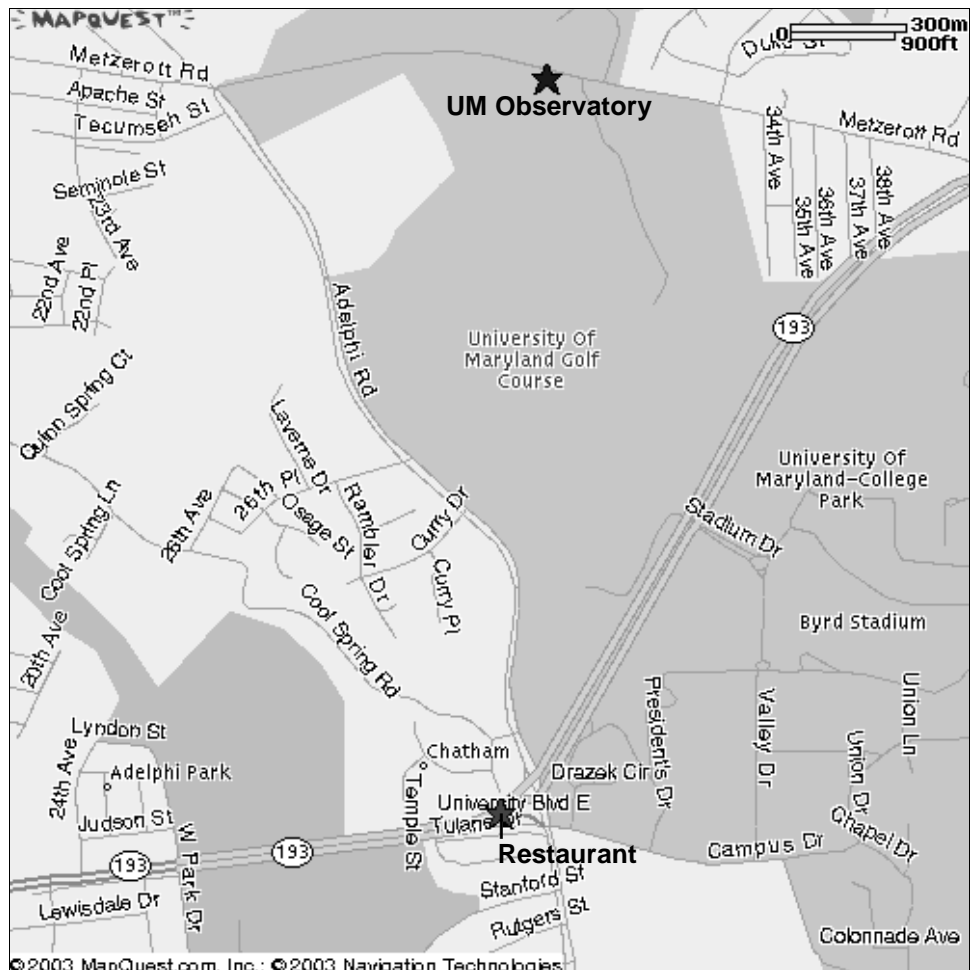 MAPQUEST™
0 300m
900ft
Duke St
Metzerott Rd
UM Observatory
Apache St
Tecumseh St
Metzerott Rd
Seminole St
34th Ave
35th Ave
36th Ave
37th Ave
38th Ave
23rd Ave
22nd Ave
22nd Pl
Adelphi Rd
193
University Of
Maryland Golf
Course
Quinn Spring Ct
Laverne Dr
26th Pl
Osage St
Rambler Dr
26th Ave
Curry Dr
Curry Pl
Cool Spring Ln
University Of
Maryland-College
Park
Stadium Dr
Cool Spring Rd
20th Ave
Byrd Stadium
President's Dr
Valley Dr
Union Ln
Union Dr
Lyndon St
24th Ave
Adelphi Park
Judson St
Chatham
Drazek Cir
University Blvd E
Tulane Dr
Temple St
Restaurant
Campus Dr
Chapel Dr
193
193
W Park Dr
Lewisdale Dr
Stanford St
Rutgers St
Colonnade Ave
©2003 MapQuest.com, Inc.; ©2003 Navigation Technologies